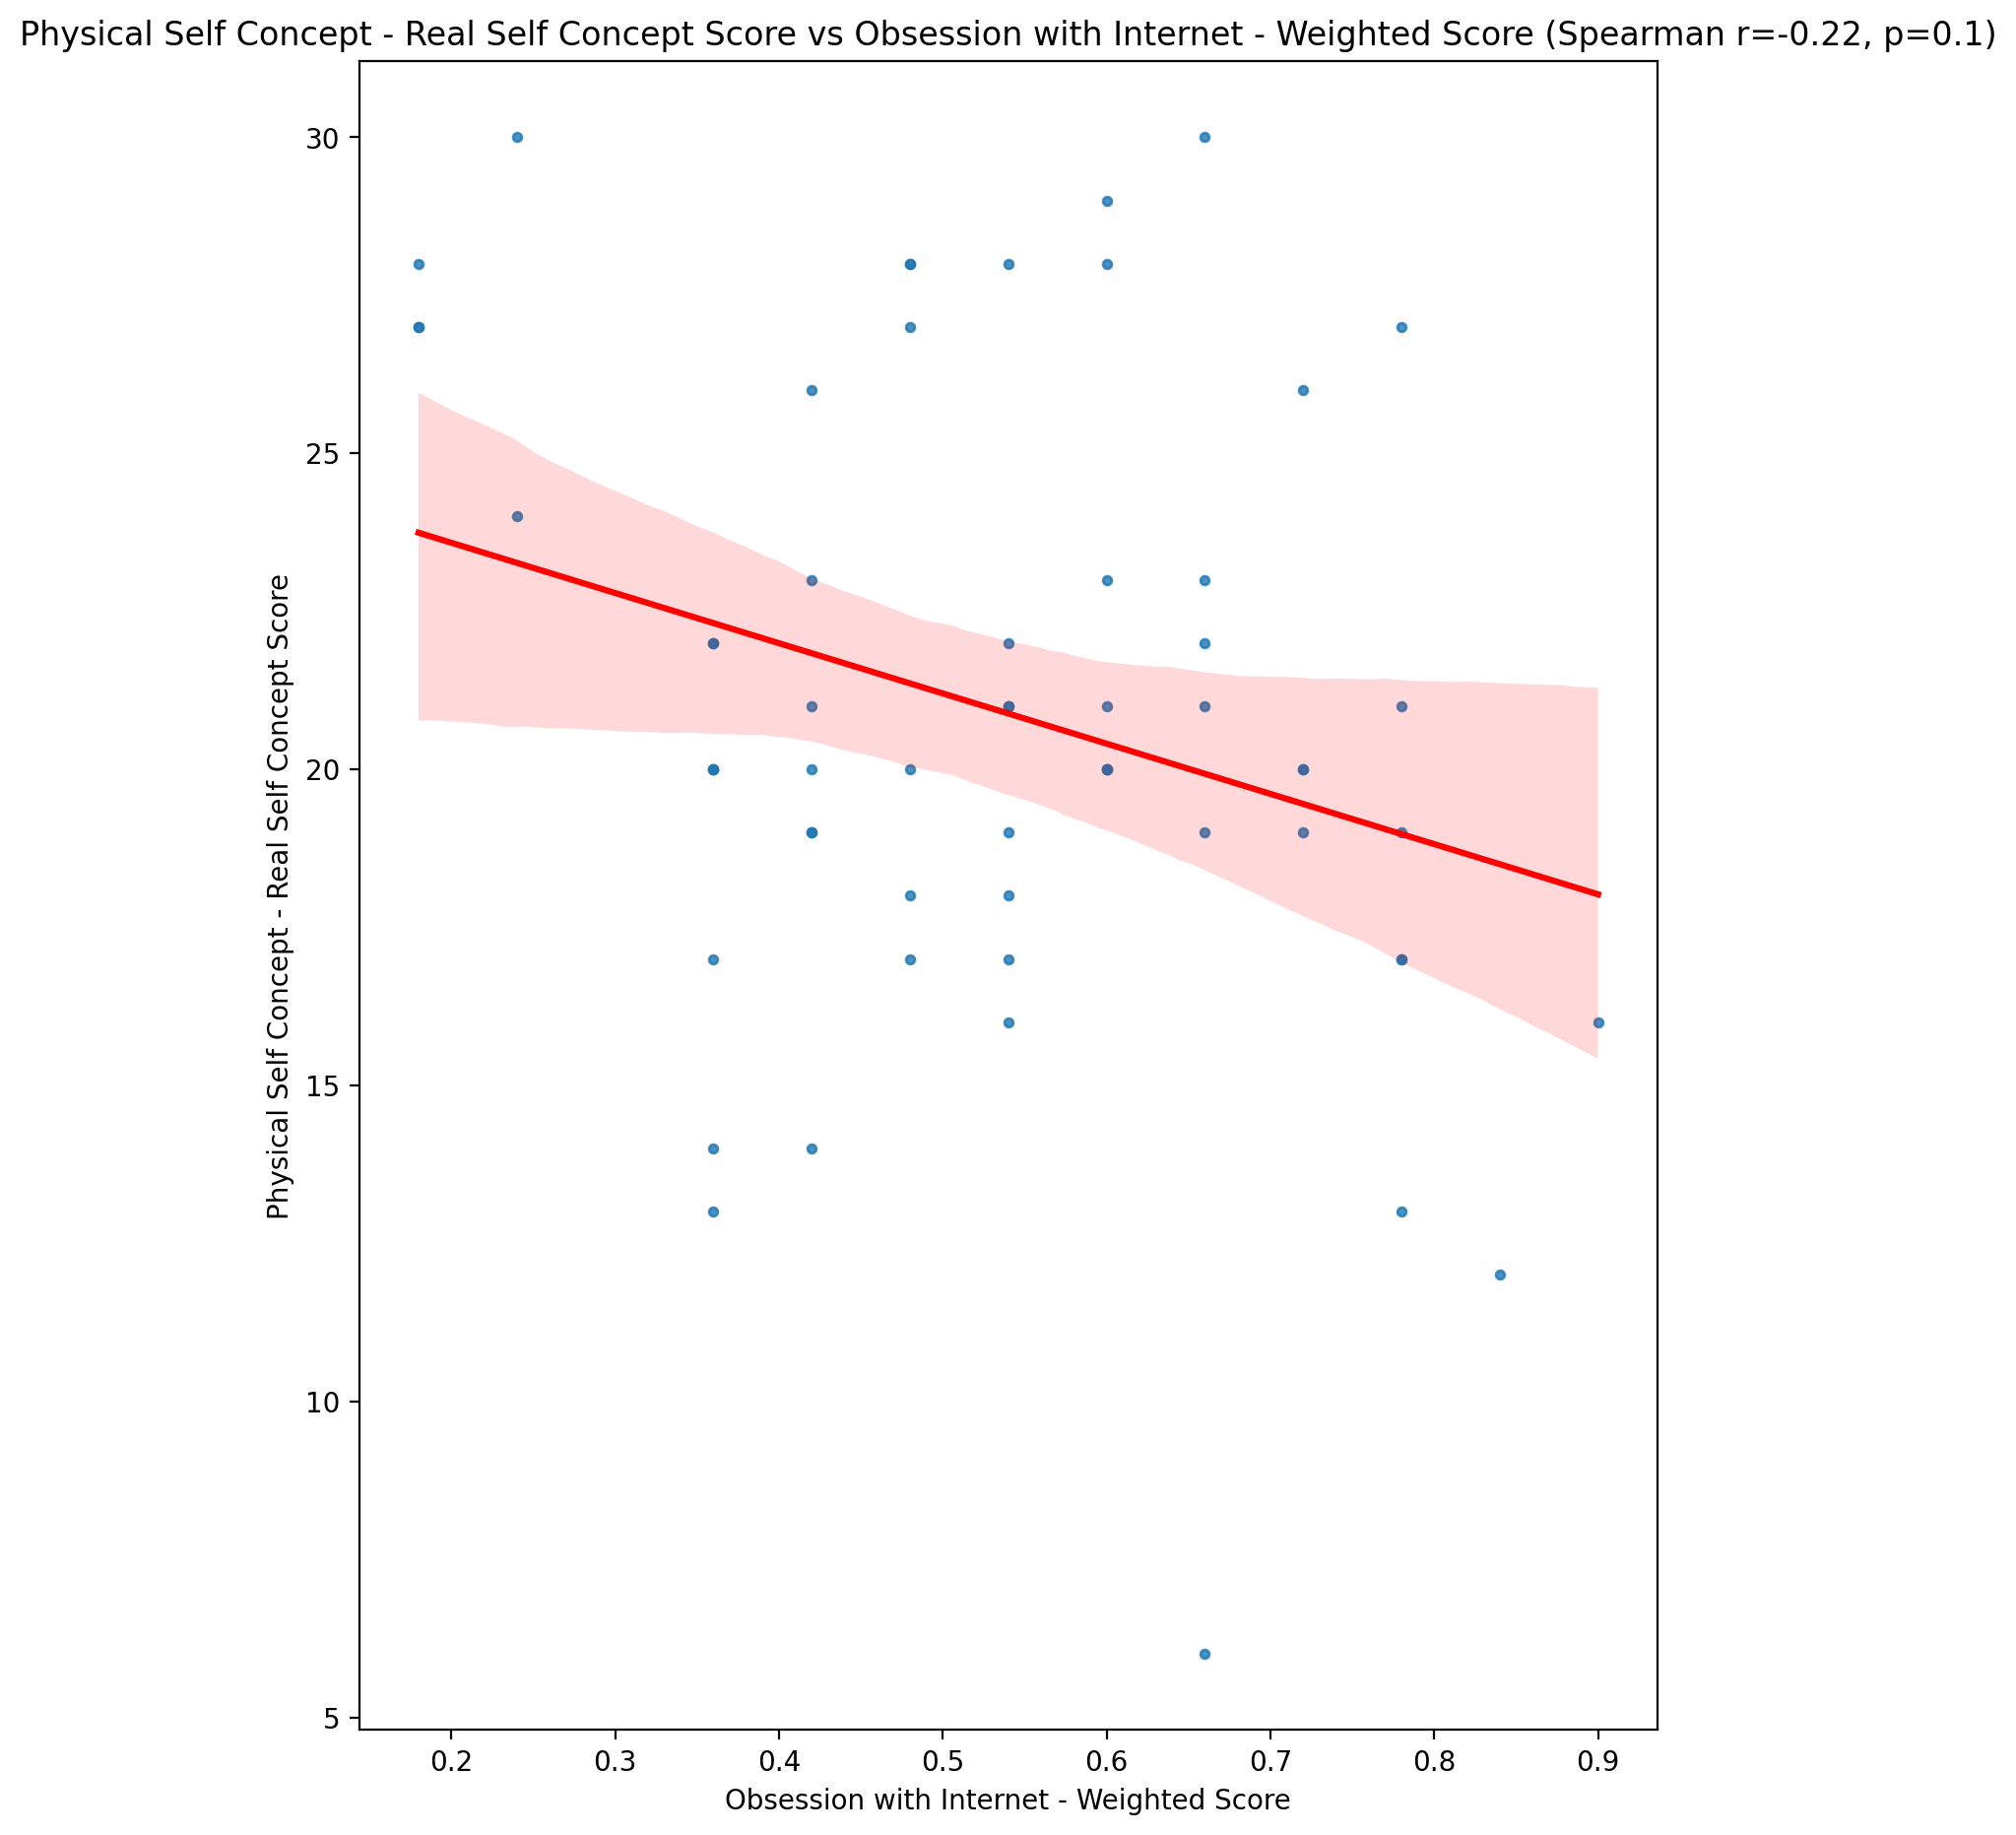 Physical Self Concept - Real Self Concept Score vs Obsession with Internet - Weighted Score (Spearman r=-0.22, p=0.1)
Physical Self Concept - Real Self Concept Score
30
25
20
15
10
5
0.2 0.3 0.4 0.5 0.6 0.7 0.8 0.9
Obsession with Internet - Weighted Score